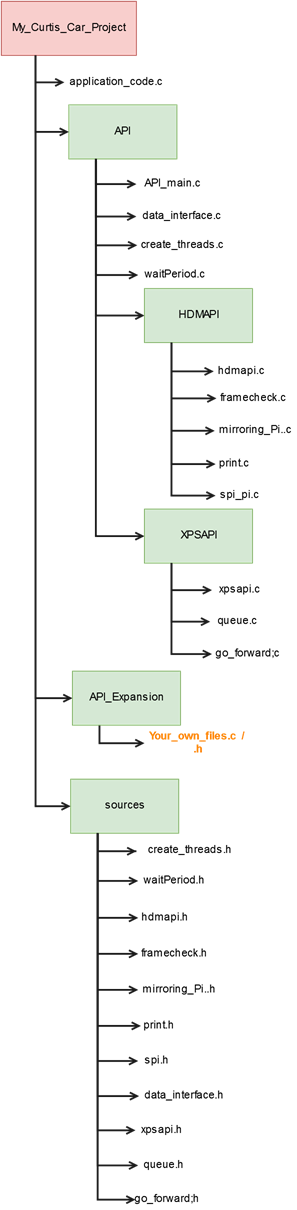 My_Curtis_Car_Project
application_code.c
API
API_main.c
data_interface.c
create_threads.c
waitPeriod.c
HDMAPI
hdmapi.c
framecheck.c
mirroring_Pi..c
print.c
spi_pi.c
XPSAPI
xpsapi.c
queue.c
go_forward;c
API_Expansion
Your_own_files.c /
.h
sources
create_threads.h
waitPeriod.h
hdmapi.h
framecheck.h
mirroring_Pi..h
print.h
spi.h
data_interface.h
xpsapi.h
queue.h
go_forward;h